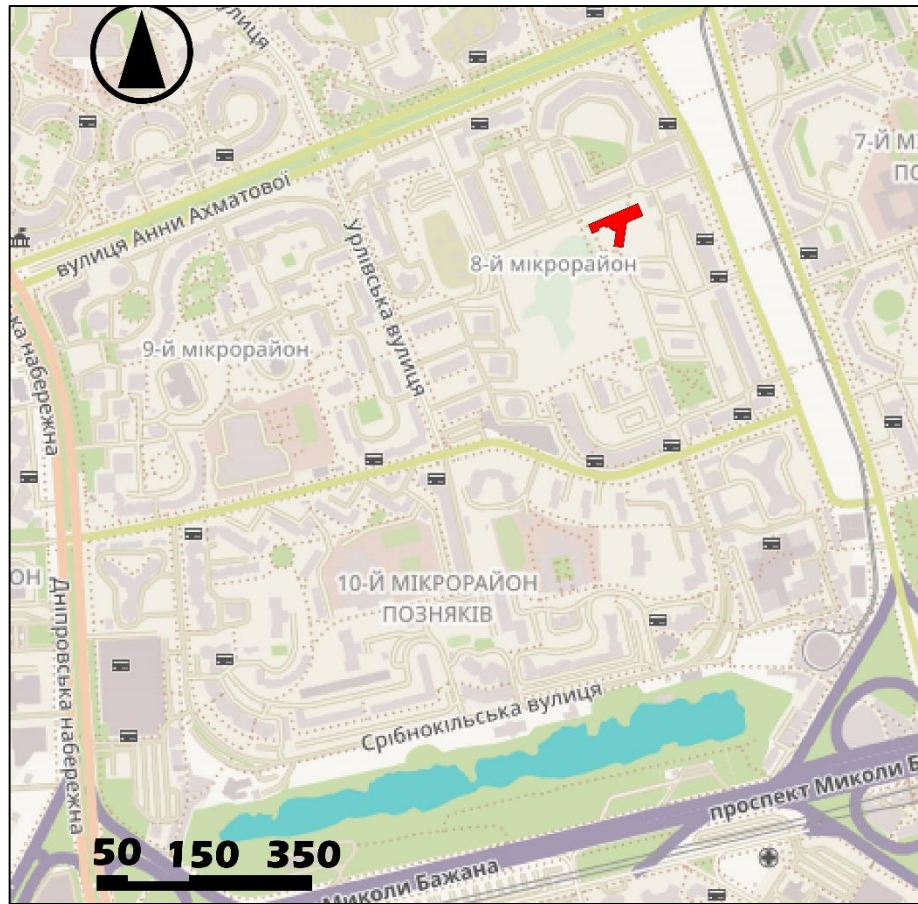 улиця
7-Й М
ПО
вулиця Анни Ахматової
Урлівська вулиця
8-й мікрорайон
ка набережна
9-й мікрорайон
ОН
10-Й МІКРОРАЙОН
ПОЗНЯКІВ
Дніпровська набережна
Срібнокільська вулиця
проспект Миколи Б
Миколи Бажана
50 150 350